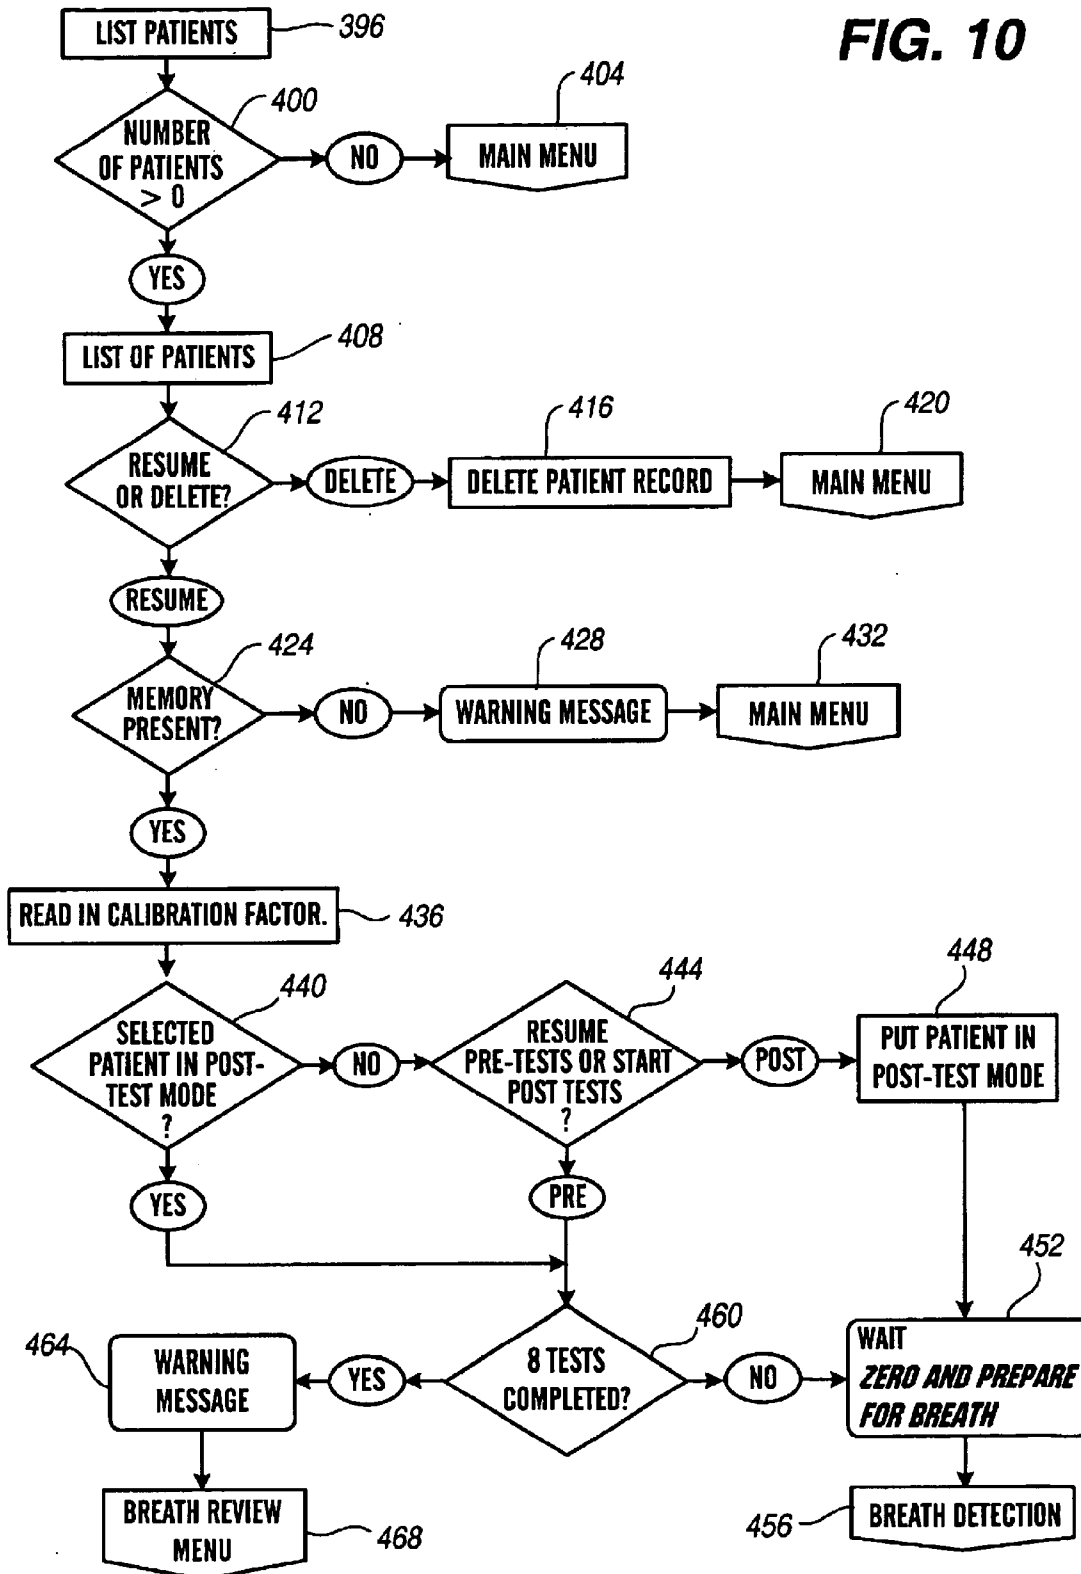 LIST PATIENTS
396
FIG. 10
400
404
NUMBER
OF PATIENTS
> 0
NO
MAIN MENU
YES
LIST OF PATIENTS
408
412
416
420
RESUME
OR DELETE?
DELETE
DELETE PATIENT RECORD
MAIN MENU
RESUME
424
428
432
MEMORY
PRESENT?
NO
WARNING MESSAGE
MAIN MENU
YES
READ IN CALIBRATION FACTOR.
436
440
444
448
SELECTED
PATIENT IN POST-
TEST MODE
?
NO
RESUME
PRE-TESTS OR START
POST TESTS
?
POST
PUT PATIENT IN
POST-TEST MODE
YES
PRE
452
460
464
WARNING
MESSAGE
YES
8 TESTS
COMPLETED?
NO
WAIT
ZERO AND PREPARE
FOR BREATH
BREATH REVIEW
MENU
468
456
BREATH DETECTION